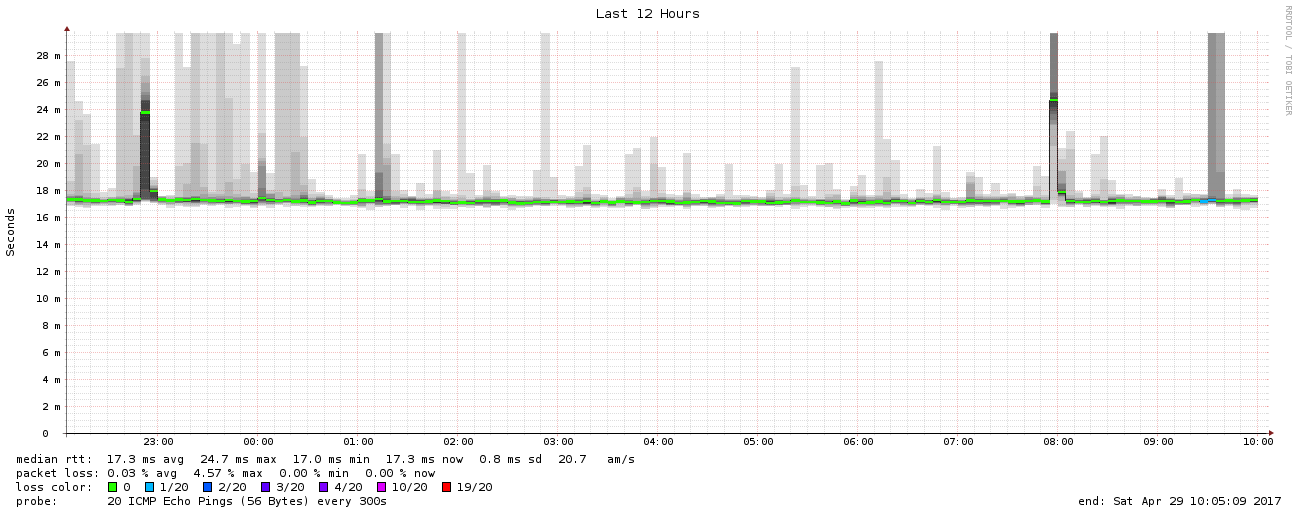 Last 12 Hours
RRDTOOL / TOBI OETIKER
Seconds
28 m
26 m
24 m
22 m
20 m
18 m
16 m
14 m
12 m
10 m
8 m
6 m
4 m
2 m
0
23:00 00:00 01:00 02:00 03:00 04:00 05:00 06:00 07:00 08:00 09:00 10:00
median rtt: 17.3 ms avg 24.7 ms max 17.0 ms min 17.3 ms now 0.8 ms sd 20.7 am/s
packet loss: 0.03 % avg 4.57 % max 0.00 % min 0.00 % now
loss color: 0 1/20 2/20 3/20 4/20 10/20 19/20
probe: 20 ICMP Echo Pings (56 Bytes) every 300s end: Sat Apr 29 10:05:09 2017